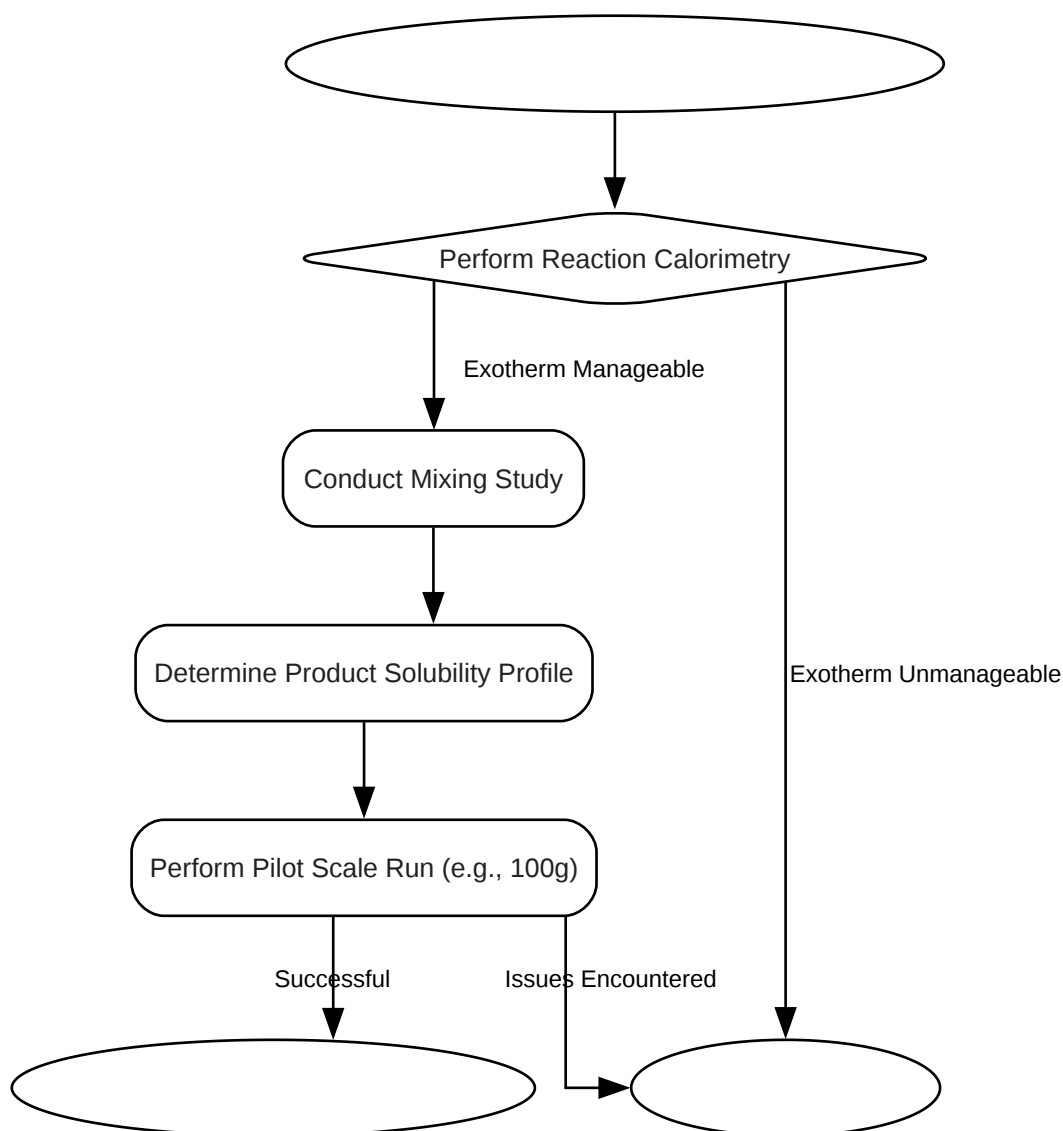 Perform Reaction Calorimetry
Exotherm Manageable
Conduct Mixing Study
Determine Product Solubility Profile
Exotherm Unmanageable
Perform Pilot Scale Run (e.g., 100g)
Successful
Issues Encountered